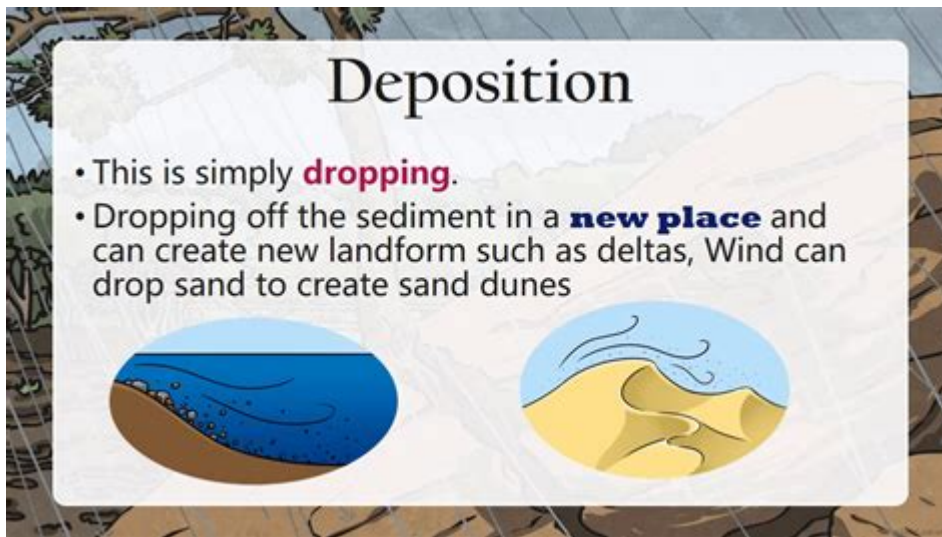 Deposition
• This is simply dropping.
• Dropping off the sediment in a new place and
can create new landform such as deltas, Wind can
drop sand to create sand dunes